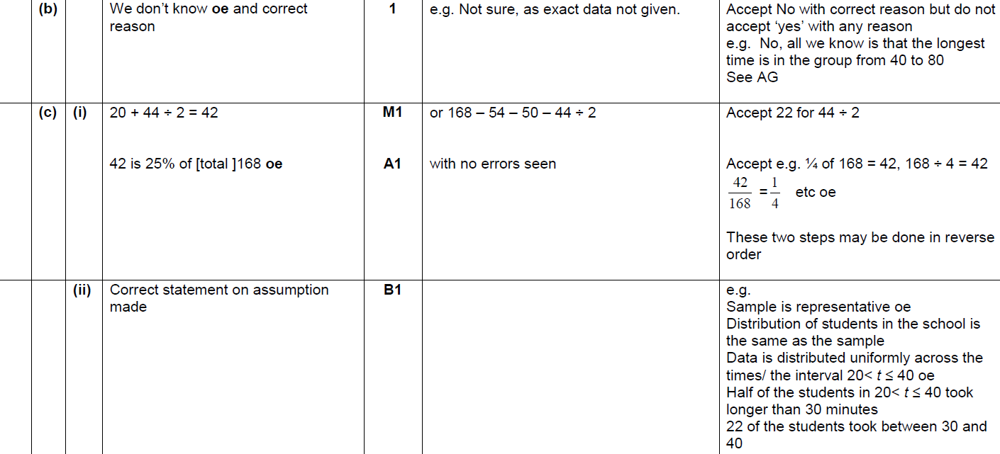 (b) We don't know oe and correct 1 e.g. Not sure, as exact data not given. Accept No with correct reason but do not
reason accept 'yes' with any reason
e.g. No, all we know is that the longest
time is in the group from 40 to 80
See AG
(c) (i) 20 + 44 ÷ 2 = 42 M1 or 168 – 54 – 50 – 44 ÷ 2 Accept 22 for 44 ÷ 2
42 is 25% of [total ]168 oe A1 with no errors seen Accept e.g. ¼ of 168 = 42, 168 ÷ 4 = 42
42/168 = 1/4 etc oe
These two steps may be done in reverse
order
(ii) Correct statement on assumption B1 e.g.
made Sample is representative oe
Distribution of students in the school is
the same as the sample
Data is distributed uniformly across the
times/ the interval 20< t ≤ 40 oe
Half of the students in 20< t ≤ 40 took
longer than 30 minutes
22 of the students took between 30 and
40